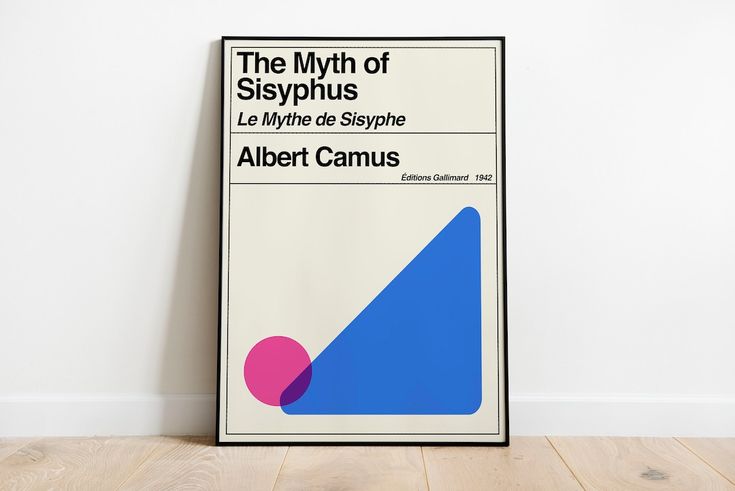 The Myth of
Sisyphus
Le Mythe de Sisyphe
Albert Camus
Éditions Gallimard 1942